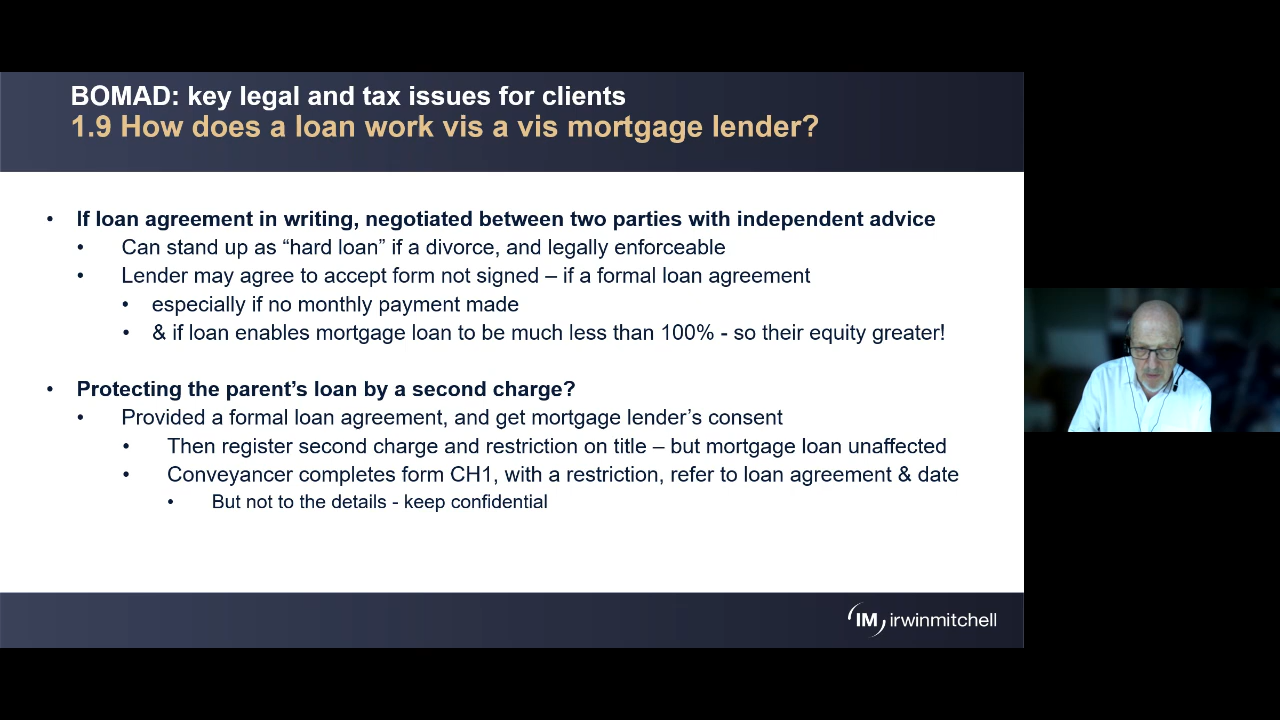 BOMAD: key legal and tax issues for clients
1.9 How does a loan work vis a vis mortgage lender?
• If loan agreement in writing, negotiated between two parties with independent advice
• Can stand up as “hard loan” if a divorce, and legally enforceable
• Lender may agree to accept form not signed – if a formal loan agreement
• especially if no monthly payment made
• & if loan enables mortgage loan to be much less than 100% - so their equity greater!
• Protecting the parent’s loan by a second charge?
• Provided a formal loan agreement, and get mortgage lender’s consent
• Then register second charge and restriction on title – but mortgage loan unaffected
• Conveyancer completes form CH1, with a restriction, refer to loan agreement & date
• But not to the details - keep confidential
IM irwinmitchell